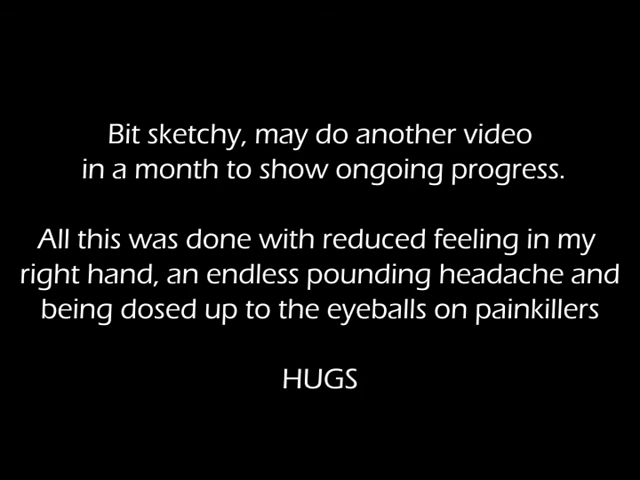 Bit sketchy, may do another video
in a month to show ongoing progress.
All this was done with reduced feeling in my
right hand, an endless pounding headache and
being dosed up to the eyeballs on painkillers
HUGS